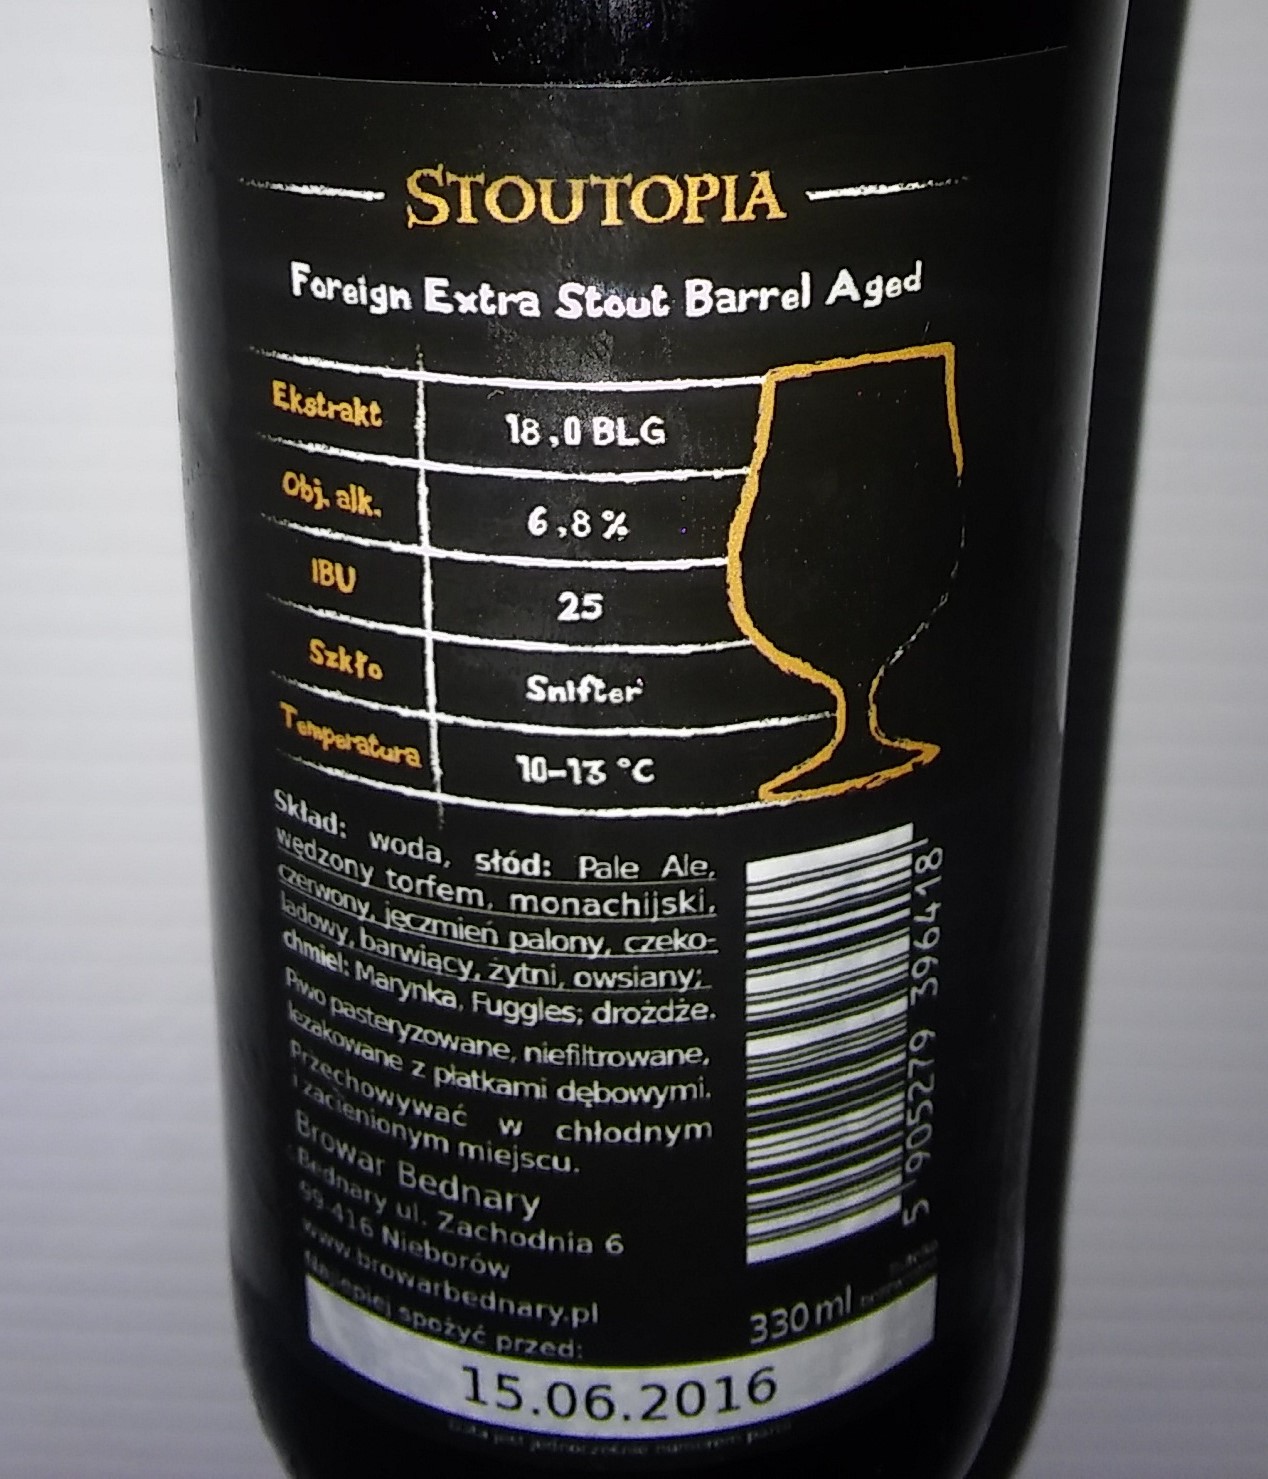 STOUTOPIA
Foreign Extra Stout Barrel Aged
Ekstrakt 18,0 BLG
Obj. alk. 6,8 %
IBU 25
Szkło Snifter
Temperatura 10-13 °C
Skład: woda, słód: Pale Ale,
wędzony torfem, monachijski,
czerwony, jęczmień palony, czeko-
ladowy, barwiący, żytni, owsiany;
chmiel: Marynka, Fuggles; drożdże.
Piwo pasteryzowane, niefiltrowane,
leżakowane z płatkami dębowymi.
Przechowywać w chłodnym
i zacienionym miejscu.
Browar Bednary
Bednary ul. Zachodnia 6
99-416 Nieborów
www.browarbednary.pl
Najlepiej spożyć przed:
15.06.2016
5 905279 396418
330 ml